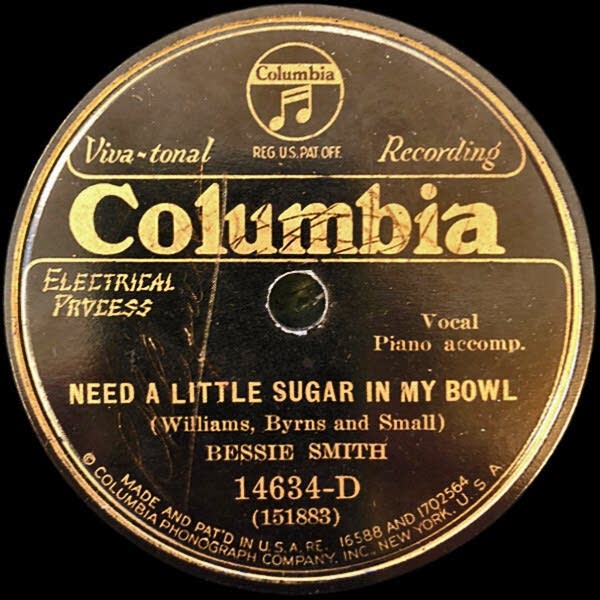 Columbia
Viva-tonal REG. U.S. PAT. OFF. Recording
Columbia
ELECTRICAL
PROCESS
Vocal
Piano accomp.
NEED A LITTLE SUGAR IN MY BOWL
(Williams, Byrns and Small)
BESSIE SMITH
14634-D
(151883)
MADE AND PAT'D IN U.S.A. RE. 16588 AND 1702564
© COLUMBIA PHONOGRAPH COMPANY, INC., NEW YORK, U.S.A